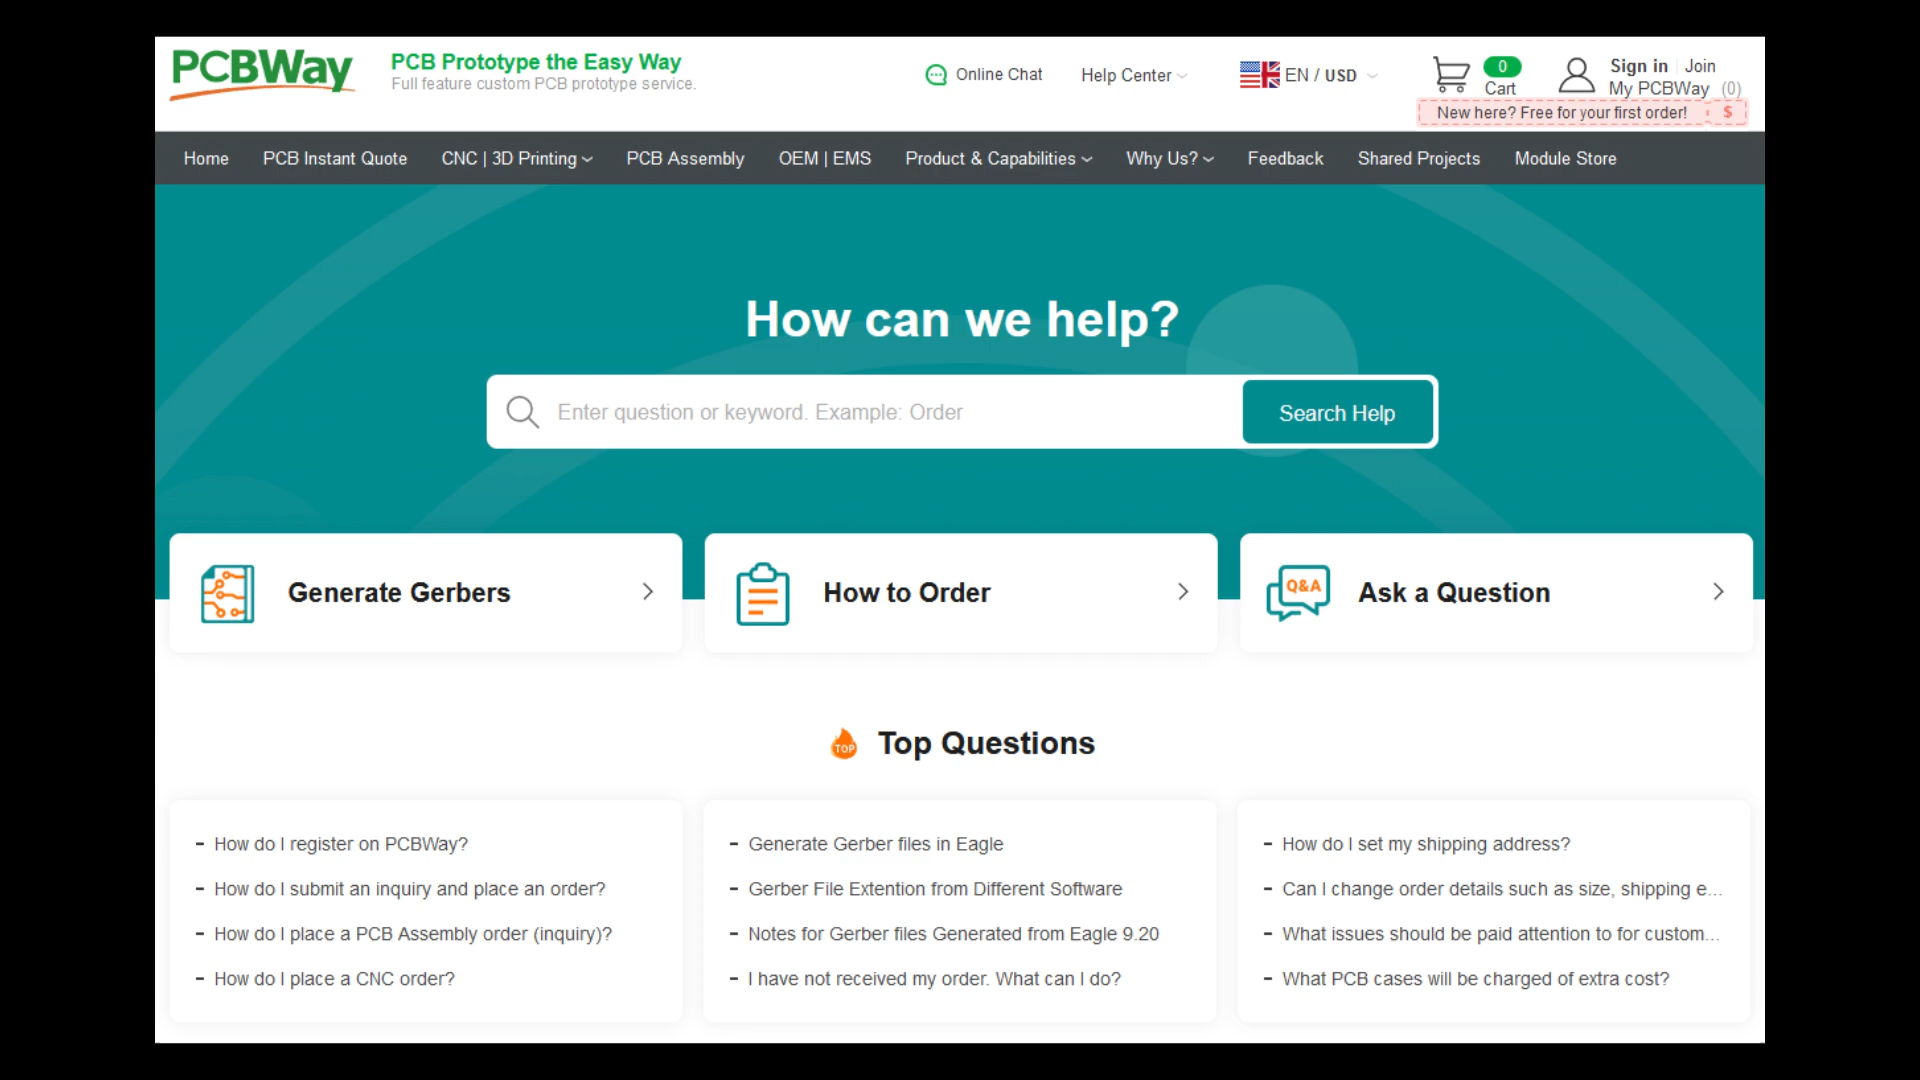 PCBWay
PCB Prototype the Easy Way
Full feature custom PCB prototype service.
Online Chat
Help Center
EN / USD
0
Cart
Sign in | Join
My PCBWay (0)
New here? Free for your first order! $
Home
PCB Instant Quote
CNC | 3D Printing
PCB Assembly
OEM | EMS
Product & Capabilities
Why Us?
Feedback
Shared Projects
Module Store
How can we help?
Enter question or keyword. Example: Order
Search Help
Generate Gerbers
How to Order
Q&A
Ask a Question
TOP
Top Questions
- How do I register on PCBWay?
- How do I submit an inquiry and place an order?
- How do I place a PCB Assembly order (inquiry)?
- How do I place a CNC order?
- Generate Gerber files in Eagle
- Gerber File Extention from Different Software
- Notes for Gerber files Generated from Eagle 9.20
- I have not received my order. What can I do?
- How do I set my shipping address?
- Can I change order details such as size, shipping e...
- What issues should be paid attention to for custom...
- What PCB cases will be charged of extra cost?